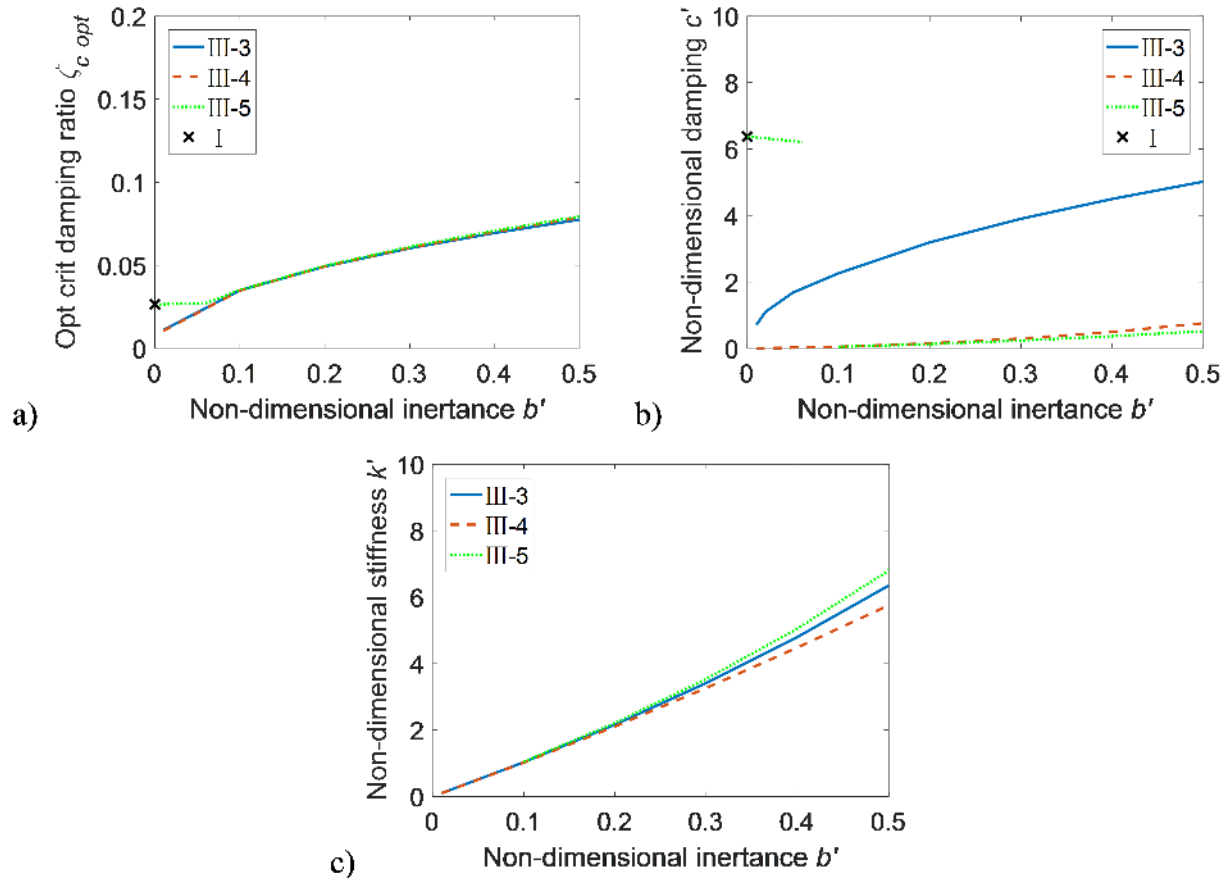 0.2
0.15
0.1
0.05
0
Opt crit damping ratio ζc opt
III-3
III-4
III-5
I
0 0.1 0.2 0.3 0.4 0.5
Non-dimensional inertance b'
a)
10
8
6
4
2
0
Non-dimensional damping c'
III-3
III-4
III-5
I
0 0.1 0.2 0.3 0.4 0.5
Non-dimensional inertance b'
b)
10
8
6
4
2
0
Non-dimensional stiffness k'
III-3
III-4
III-5
0 0.1 0.2 0.3 0.4 0.5
Non-dimensional inertance b'
c)